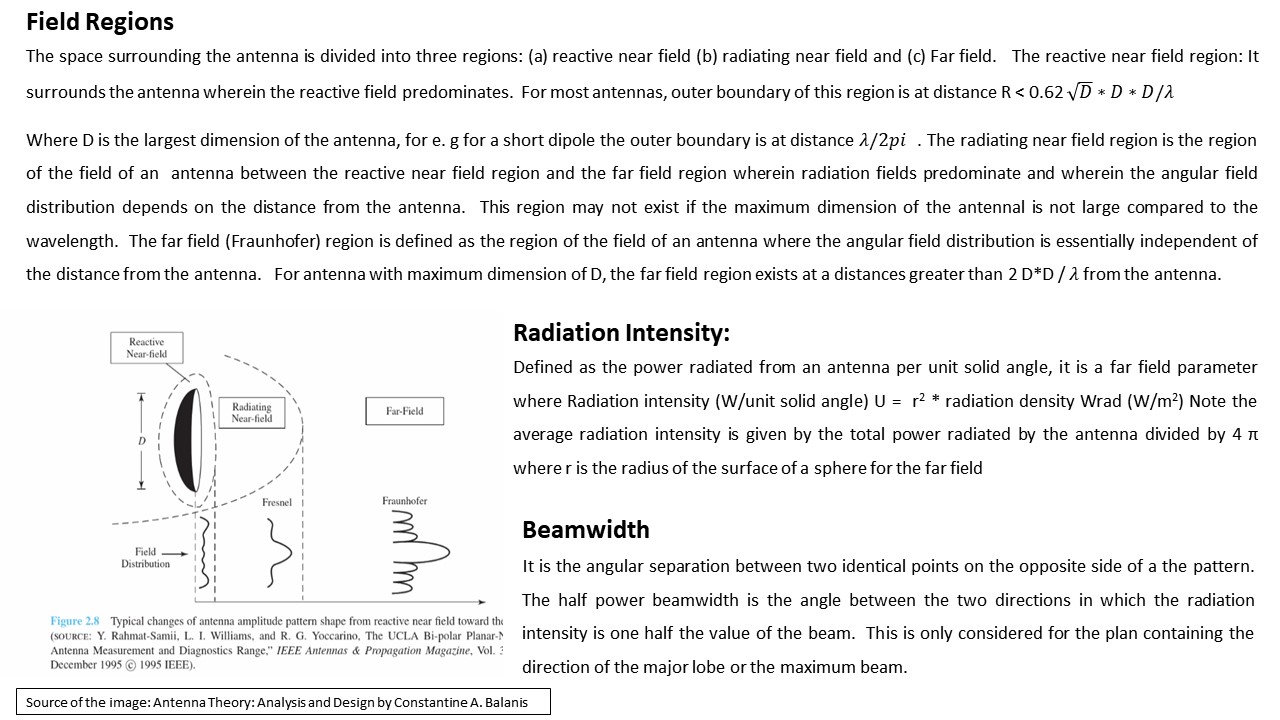 Field Regions
The space surrounding the antenna is divided into three regions: (a) reactive near field (b) radiating near field and (c) Far field. The reactive near field region: It
surrounds the antenna wherein the reactive field predominates. For most antennas, outer boundary of this region is at distance R < 0.62 √D * D * D/λ
Where D is the largest dimension of the antenna, for e. g for a short dipole the outer boundary is at distance λ/2pi . The radiating near field region is the region
of the field of an antenna between the reactive near field region and the far field region wherein radiation fields predominate and wherein the angular field
distribution depends on the distance from the antenna. This region may not exist if the maximum dimension of the antennal is not large compared to the
wavelength. The far field (Fraunhofer) region is defined as the region of the field of an antenna where the angular field distribution is essentially independent of
the distance from the antenna. For antenna with maximum dimension of D, the far field region exists at a distances greater than 2 D*D / λ from the antenna.
Reactive
Near-field
Radiating
Near-field
Far-Field
D
Fresnel
Fraunhofer
Field
Distribution
Figure 2.8 Typical changes of antenna amplitude pattern shape from reactive near field toward the
(SOURCE: Y. Rahmat-Samii, L. I. Williams, and R. G. Yoccarino, The UCLA Bi-polar Planar-
Antenna Measurement and Diagnostics Range," IEEE Antennas & Propagation Magazine, Vol.
December 1995 © 1995 IEEE).
Source of the image: Antenna Theory: Analysis and Design by Constantine A. Balanis
Radiation Intensity:
Defined as the power radiated from an antenna per unit solid angle, it is a far field parameter
where Radiation intensity (W/unit solid angle) U = r² * radiation density Wrad (W/m²) Note the
average radiation intensity is given by the total power radiated by the antenna divided by 4 π
where r is the radius of the surface of a sphere for the far field
Beamwidth
It is the angular separation between two identical points on the opposite side of a the pattern.
The half power beamwidth is the angle between the two directions in which the radiation
intensity is one half the value of the beam. This is only considered for the plan containing the
direction of the major lobe or the maximum beam.